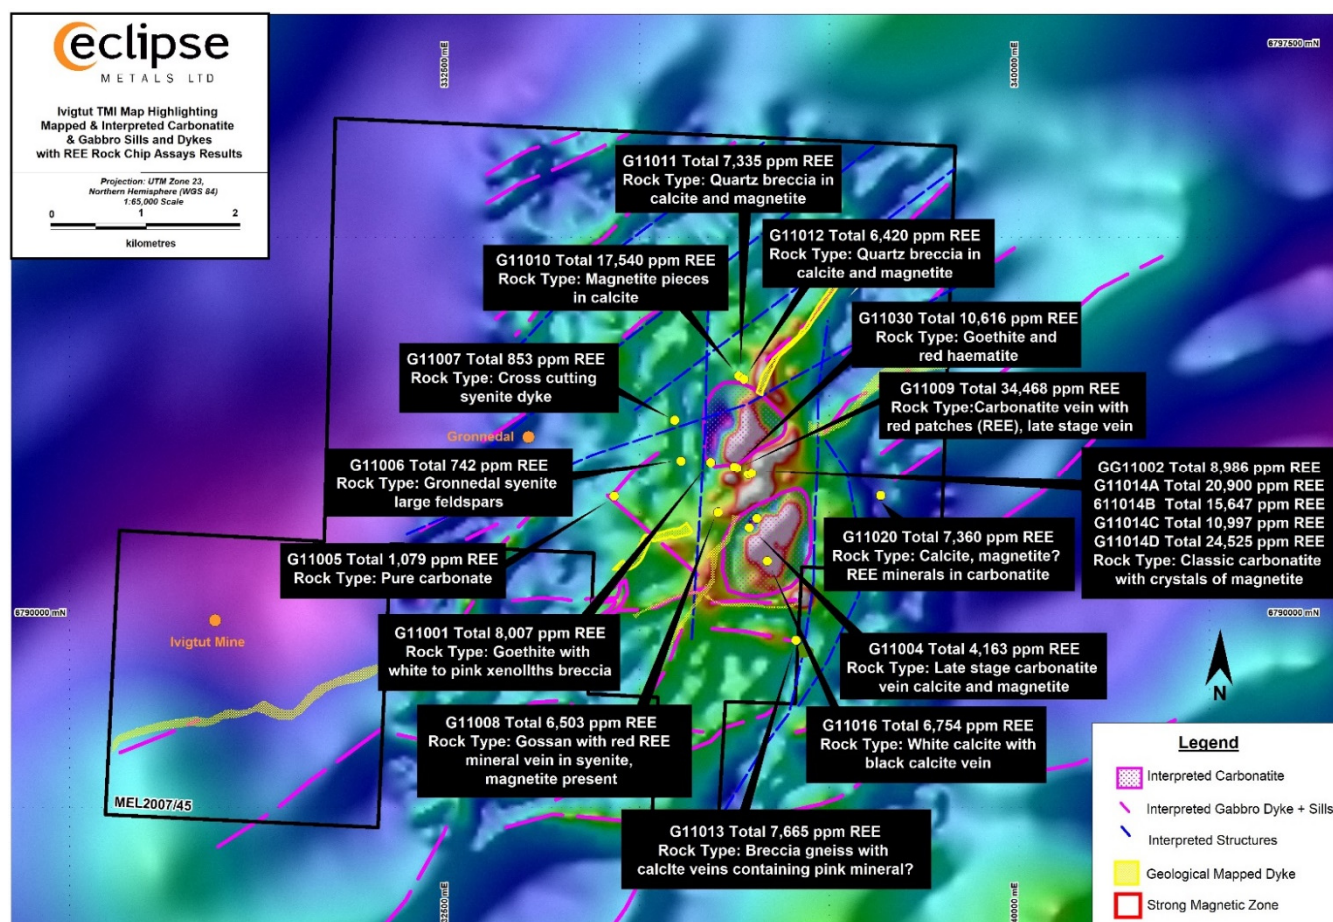 eclipse
METALS LTD
Ivigtut TMI Map Highlighting
Mapped & Interpreted Carbonatite
& Gabbro Sills and Dykes
with REE Rock Chip Assays Results
Projection: UTM Zone 23,
Northern Hemisphere (WGS 84)
1:65,000 Scale
0 1 2
kilometres
332500 mE
340000 mE
6797500 mN
G11011 Total 7,335 ppm REE
Rock Type: Quartz breccia in
calcite and magnetite
G11012 Total 6,420 ppm REE
Rock Type: Quartz breccia in
calcite and magnetite
G11010 Total 17,540 ppm REE
Rock Type: Magnetite pieces
in calcite
G11030 Total 10,616 ppm REE
Rock Type: Goethite and
red haematite
G11007 Total 853 ppm REE
Rock Type: Cross cutting
syenite dyke
G11009 Total 34,468 ppm REE
Rock Type:Carbonatite vein with
red patches (REE), late stage vein
Gronnedal
G11006 Total 742 ppm REE
Rock Type: Gronnedal syenite
large feldspars
GG11002 Total 8,986 ppm REE
G11014A Total 20,900 ppm REE
611014B Total 15,647 ppm REE
G11014C Total 10,997 ppm REE
G11014D Total 24,525 ppm REE
Rock Type: Classic carbonatite
with crystals of magnetite
G11020 Total 7,360 ppm REE
Rock Type: Calcite, magnetite?
REE minerals in carbonatite
G11005 Total 1,079 ppm REE
Rock Type: Pure carbonate
6790000 mN
6790000 mN
Ivigtut Mine
G11001 Total 8,007 ppm REE
Rock Type: Goethite with
white to pink xenollths breccia
G11004 Total 4,163 ppm REE
Rock Type: Late stage carbonatite
vein calcite and magnetite
N
G11008 Total 6,503 ppm REE
Rock Type: Gossan with red REE
mineral vein in syenite,
magnetite present
G11016 Total 6,754 ppm REE
Rock Type: White calcite with
black calcite vein
MEL2007/45
G11013 Total 7,665 ppm REE
Rock Type: Breccia gneiss with
calcite veins containing pink mineral?
Legend
Interpreted Carbonatite
Interpreted Gabbro Dyke + Sills
Interpreted Structures
Geological Mapped Dyke
Strong Magnetic Zone